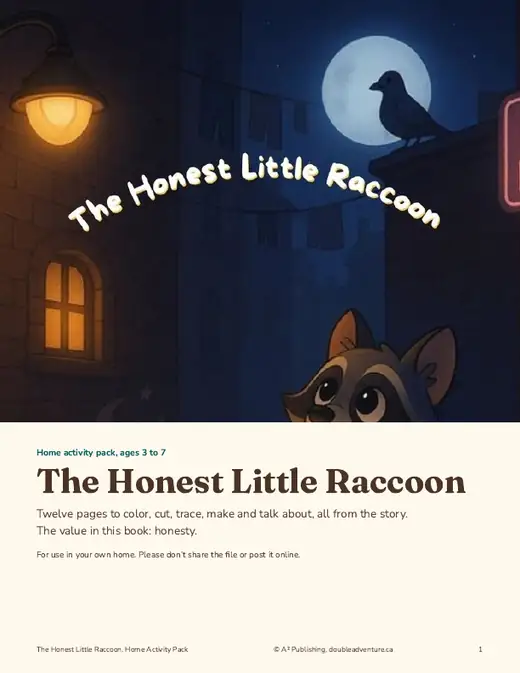 The Honest Little Raccoon
Home activity pack, ages 3 to 7
The Honest Little Raccoon
Twelve pages to color, cut, trace, make and talk about, all from the story.
The value in this book: honesty.
For use in your own home. Please don't share the file or post it online.
The Honest Little Raccoon, Home Activity Pack
© A² Publishing, doubleadventure.ca
1